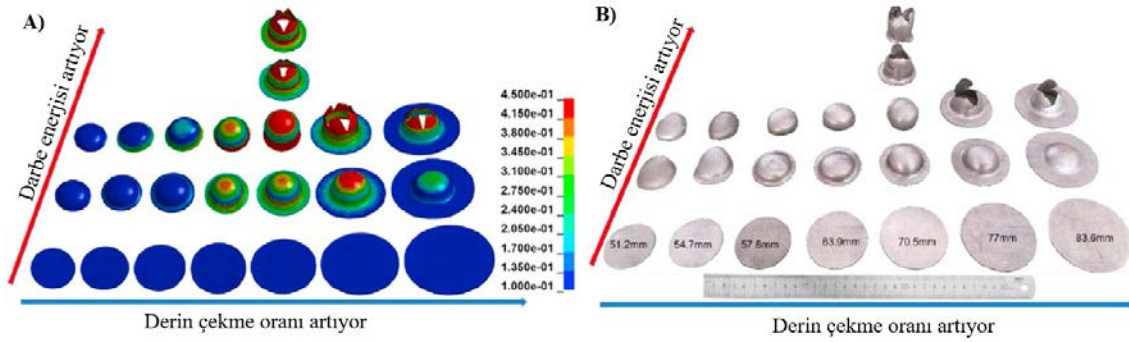 A)
Darbe enerjisi artıyor
4.500e-01
4.150e-01
3.800e-01
3.450e-01
3.100e-01
2.750e-01
2.400e-01
2.050e-01
1.700e-01
1.350e-01
1.000e-01
Derin çekme oranı artıyor
B)
Darbe enerjisi artıyor
51.2mm
54.7mm
57.8mm
63.9mm
70.5mm
77mm
83.6mm
Derin çekme oranı artıyor